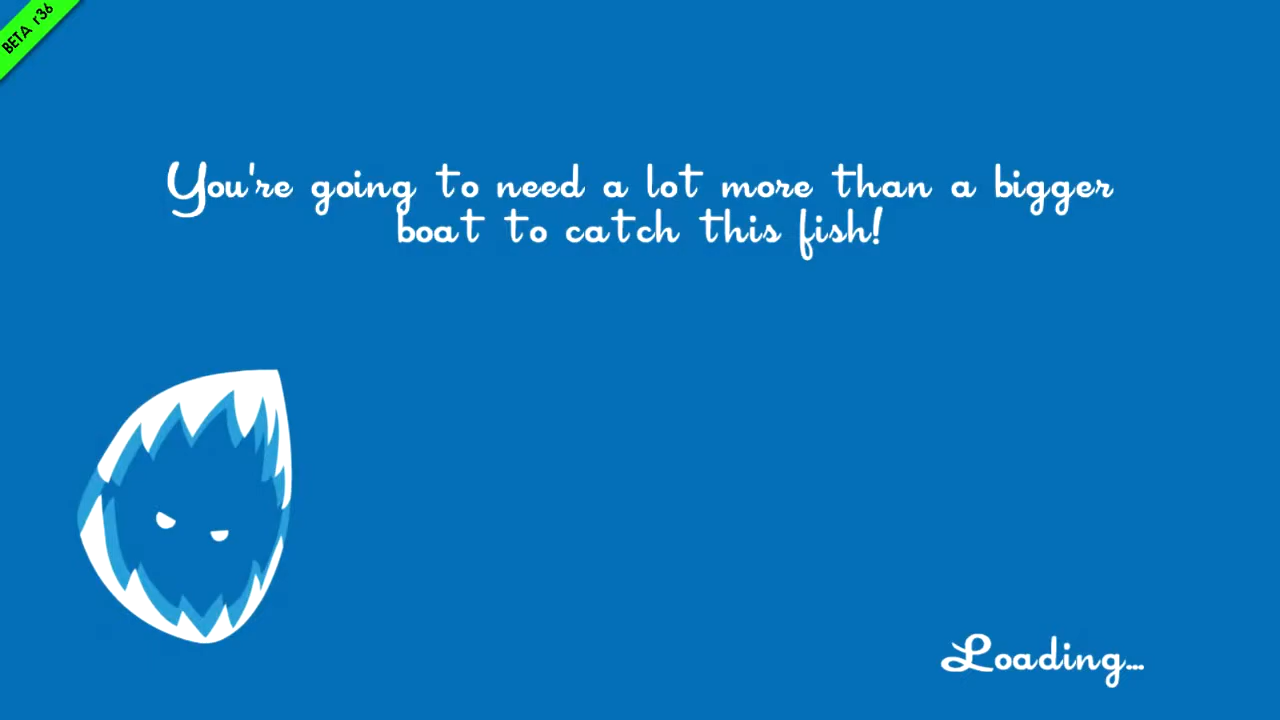 BETA r36
You're going to need a lot more than a bigger
boat to catch this fish!
Loading...